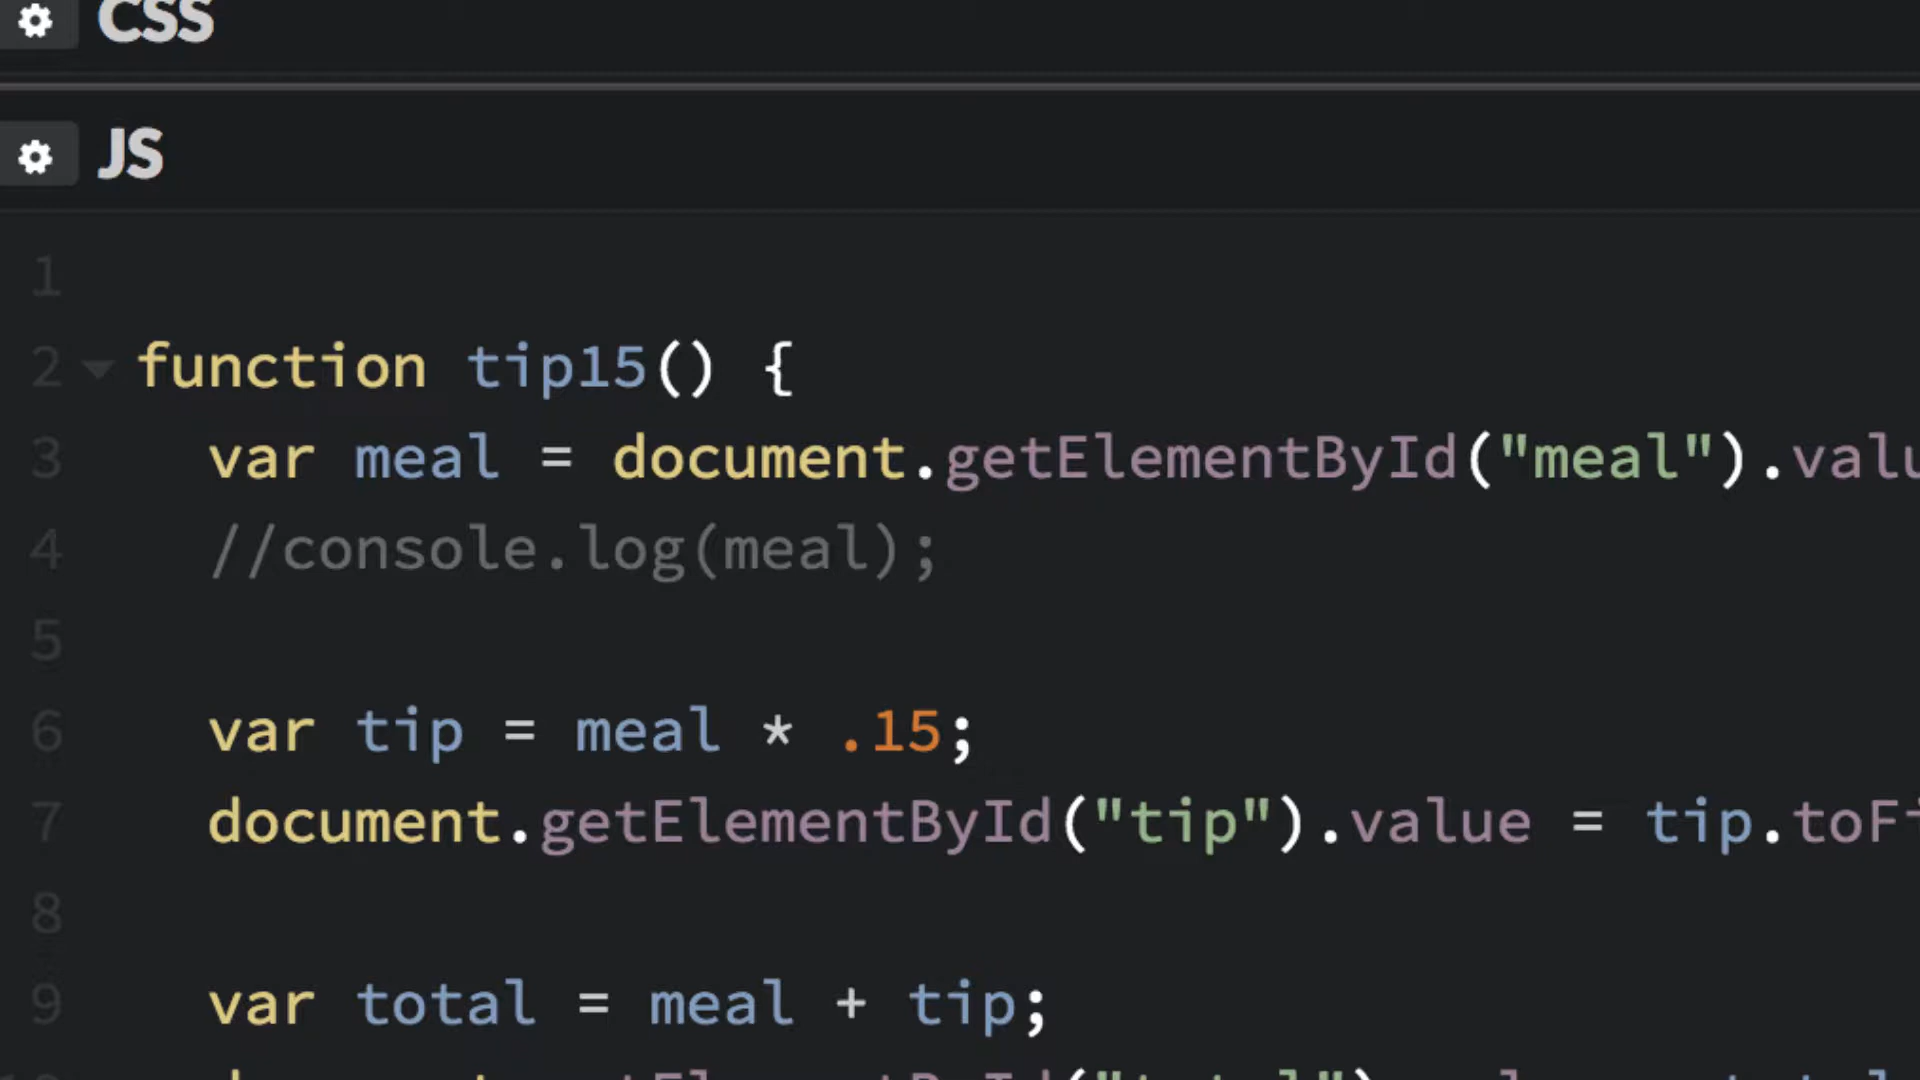 CSS
JS
1
2 function tip15() {
3 var meal = document.getElementById("meal").valu
4 //console.log(meal);
5
6 var tip = meal * .15;
7 document.getElementById("tip").value = tip.toFi
8
9 var total = meal + tip;